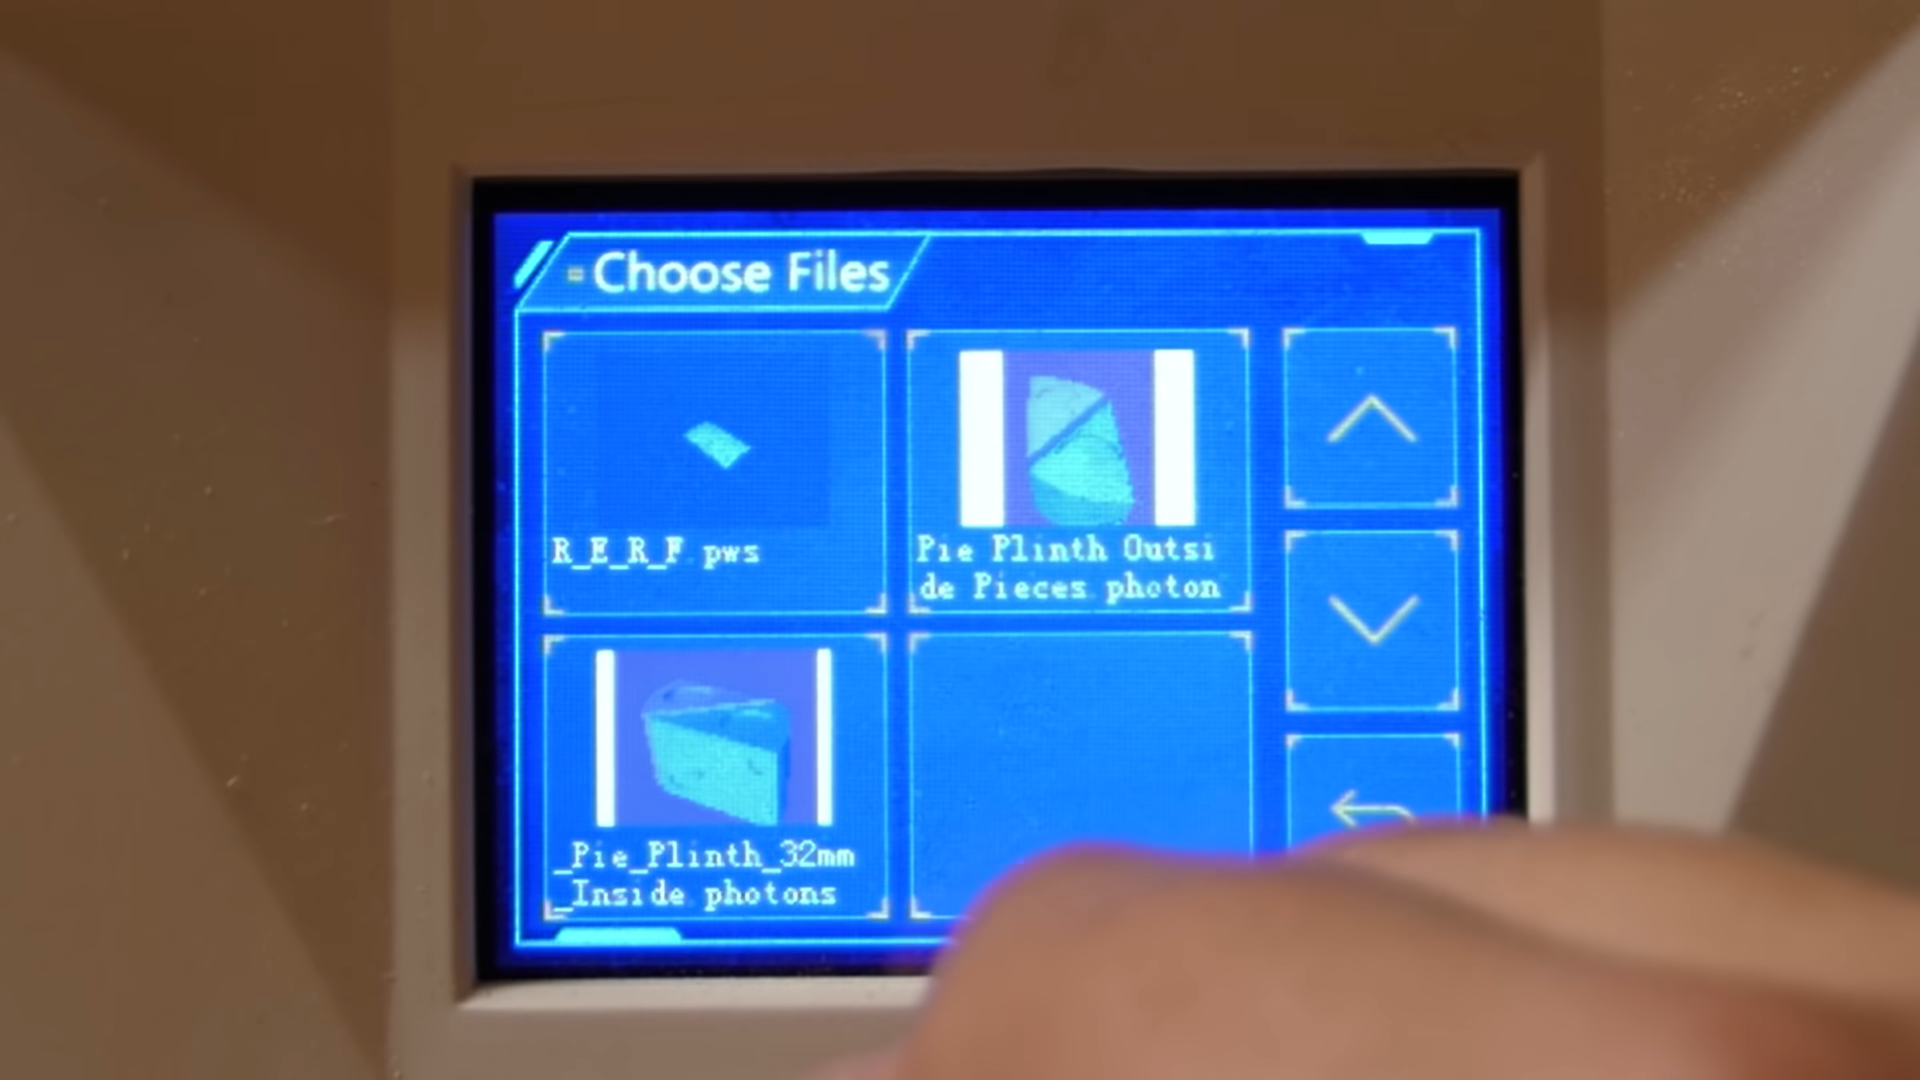 Choose Files
R_E_R_F pws
Pie Plinth Outsi
de Pieces photon
_Pie_Plinth_32mm
_Inside photons